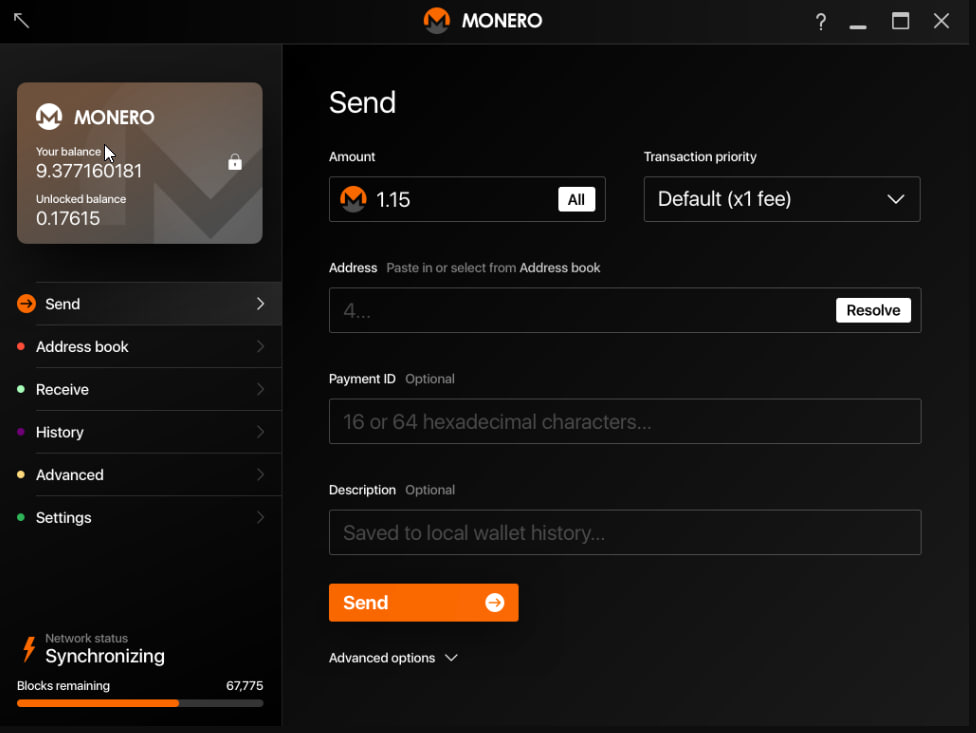 MONERO
?
MONERO
Your balance
9.377160181
Unlocked balance
0.17615
Send
Address book
Receive
History
Advanced
Settings
Network status
Synchronizing
Blocks remaining 67,775
Send
Amount Transaction priority
1.15 All Default (x1 fee)
Address Paste in or select from Address book
4... Resolve
Payment ID Optional
16 or 64 hexadecimal characters...
Description Optional
Saved to local wallet history...
Send
Advanced options